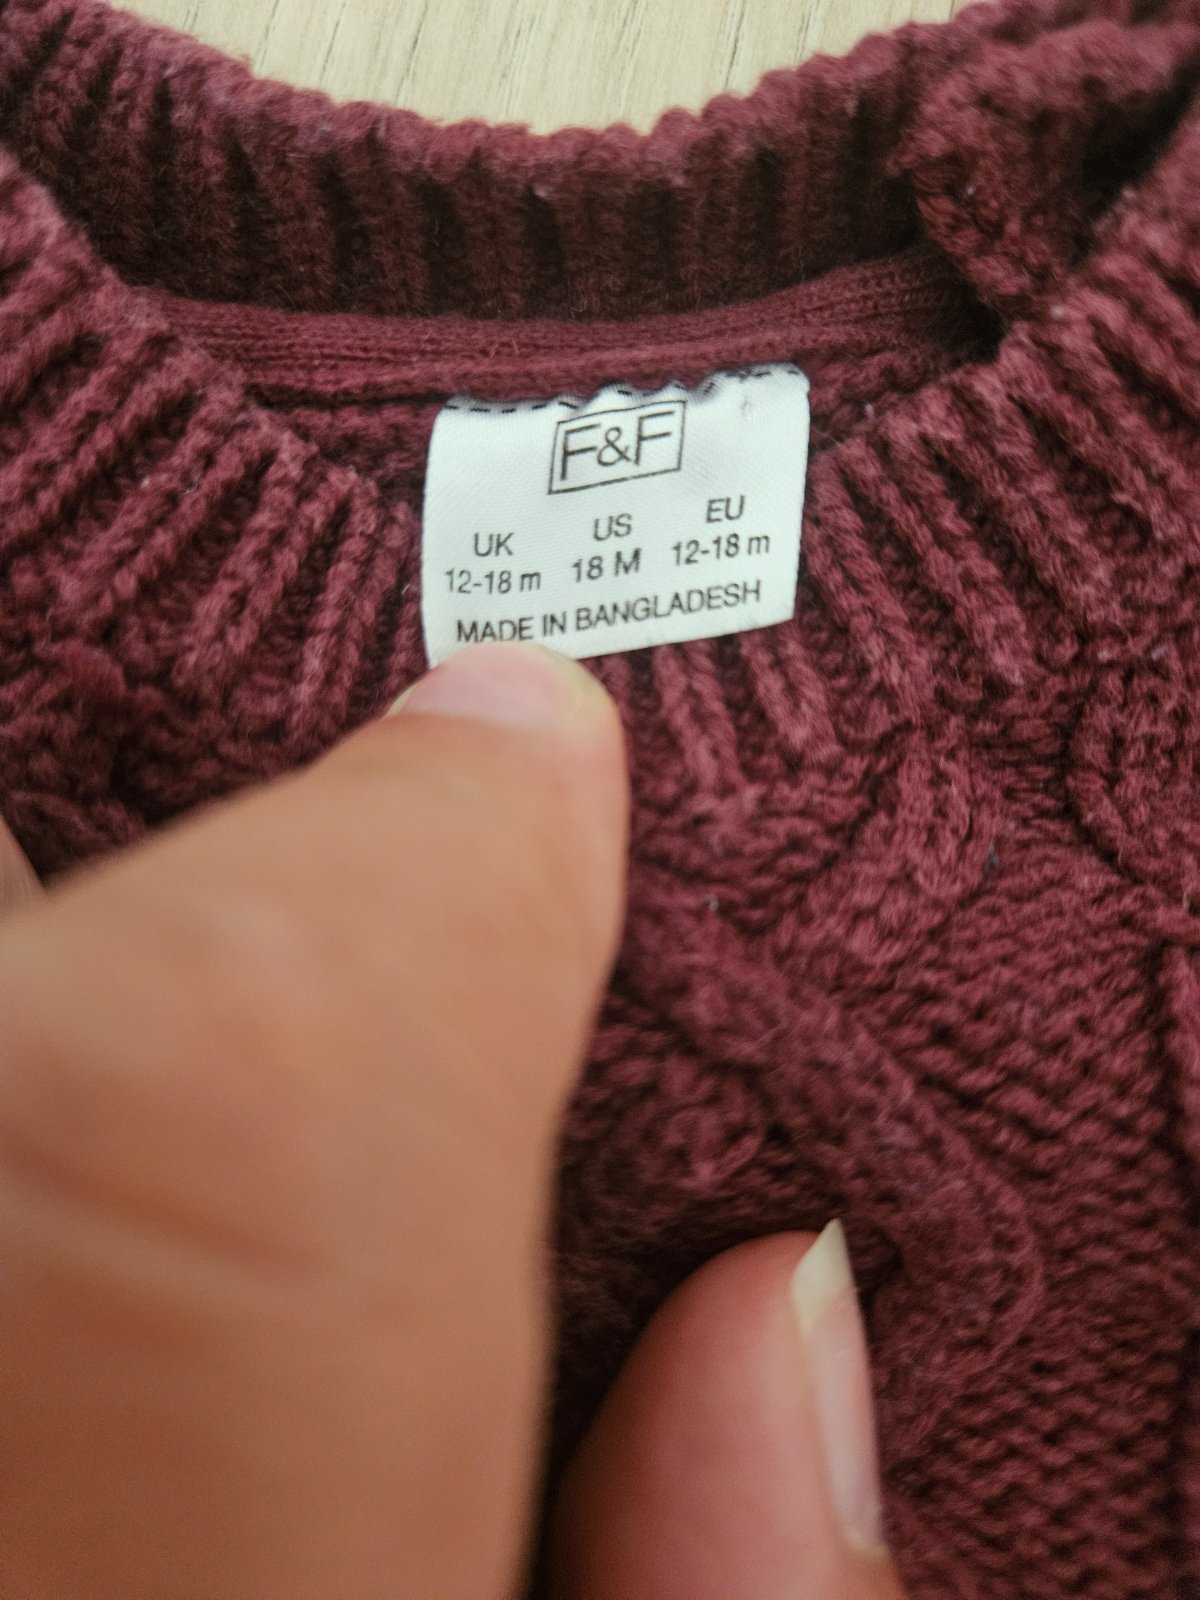 F&F
UK US EU
12-18 m 18 M 12-18 m
MADE IN BANGLADESH